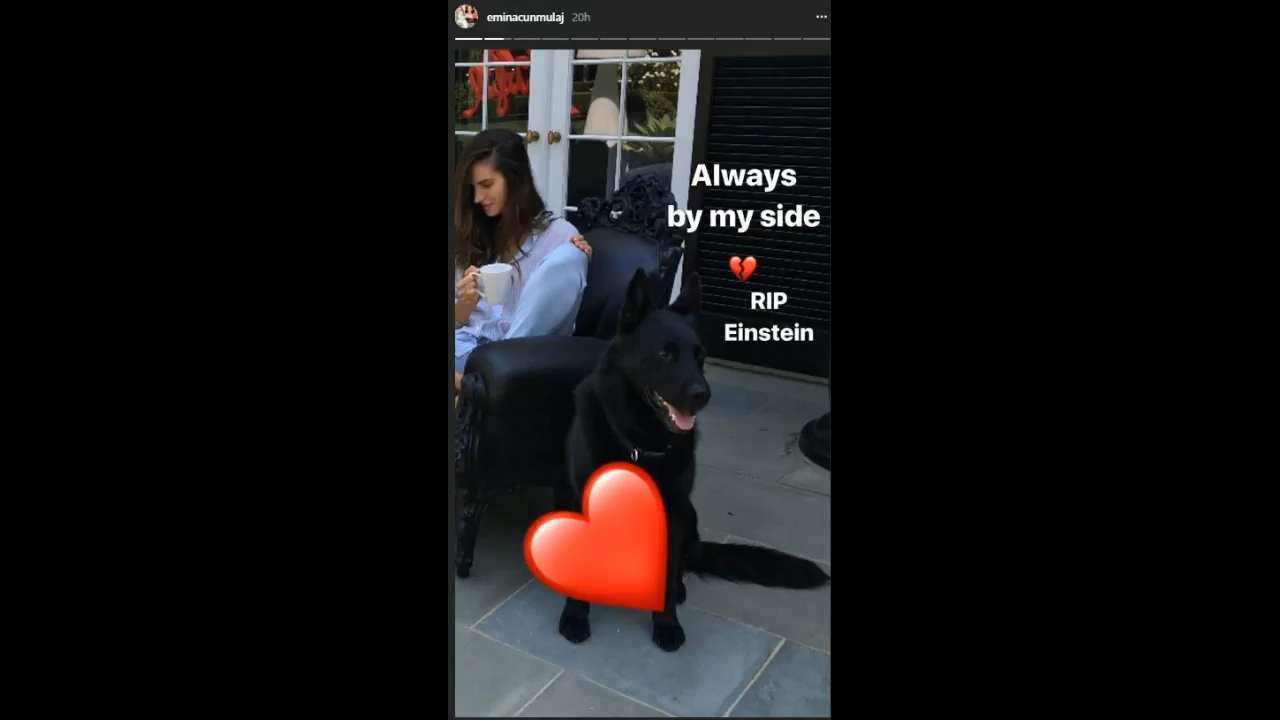 eminacunmulaj 20h
Always
by my side
💔
RIP
Einstein